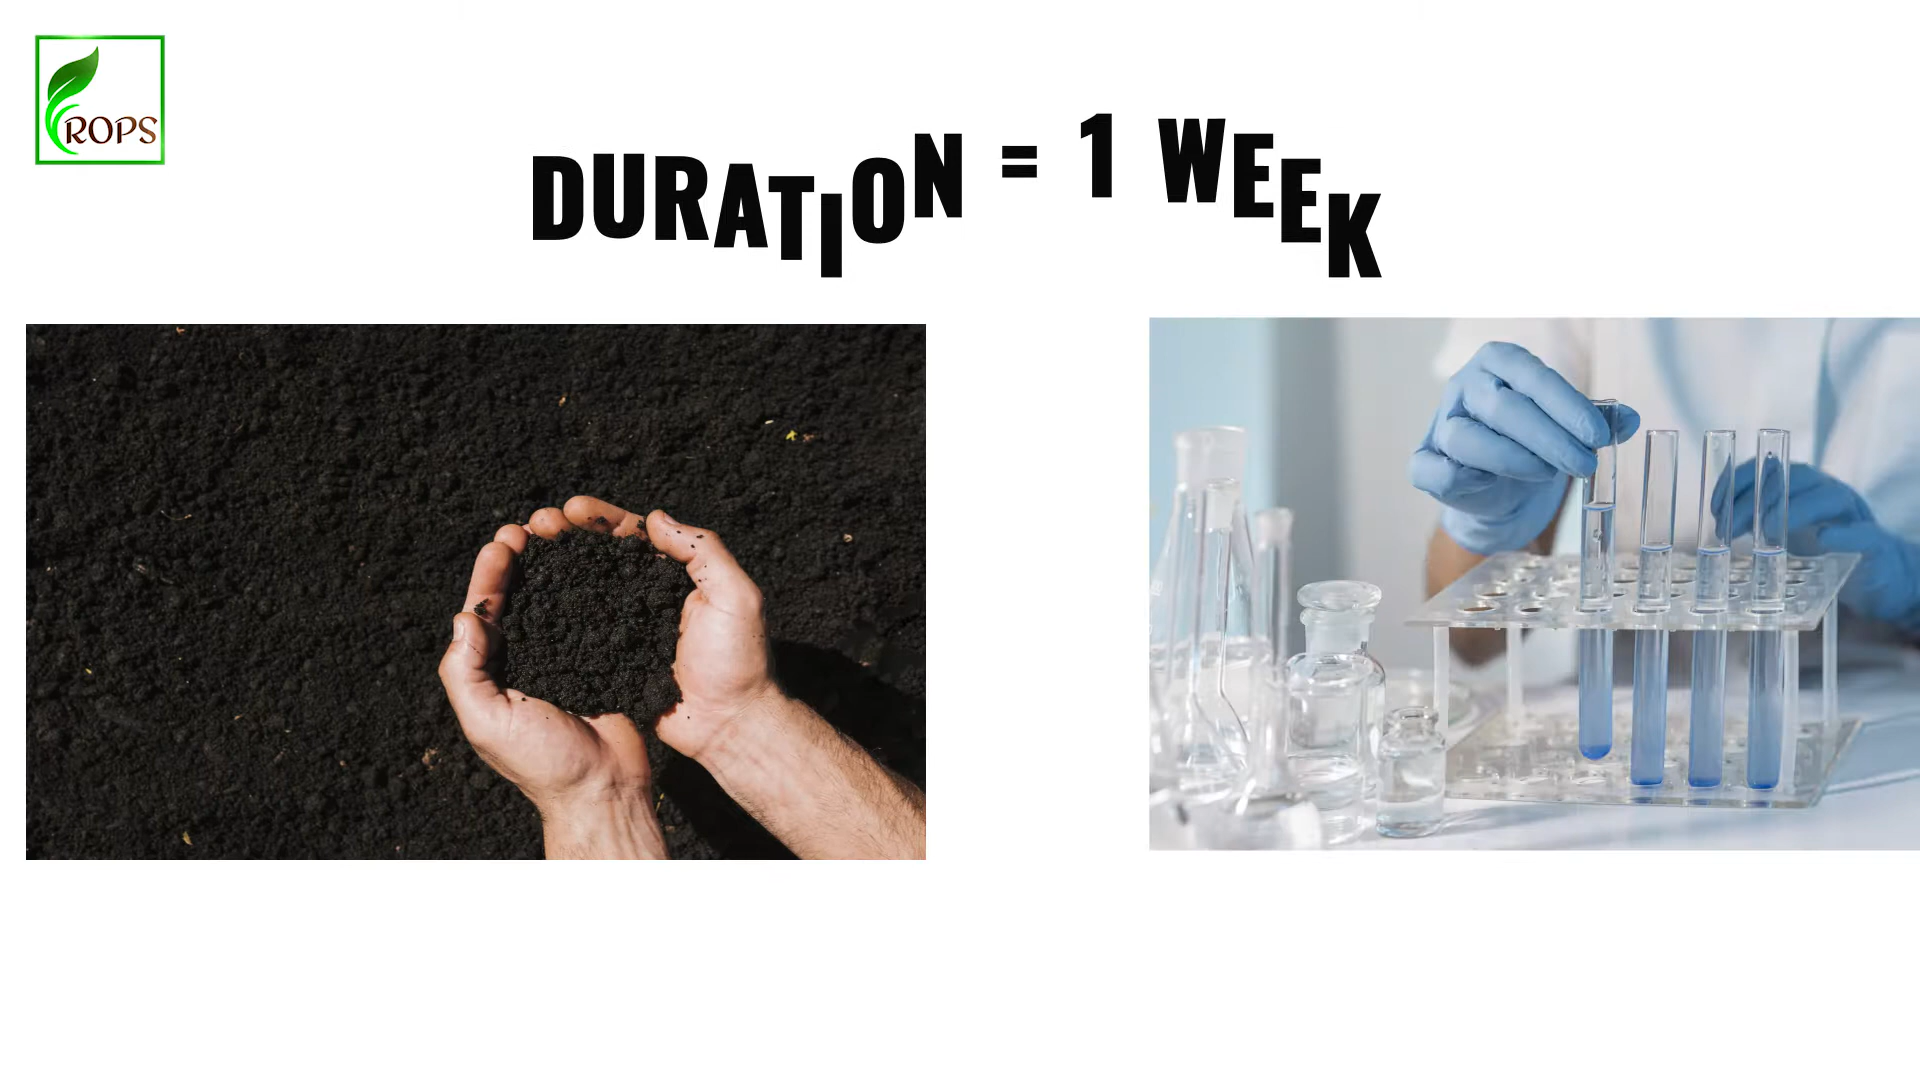 CROPS
DURATION = 1 WEEK